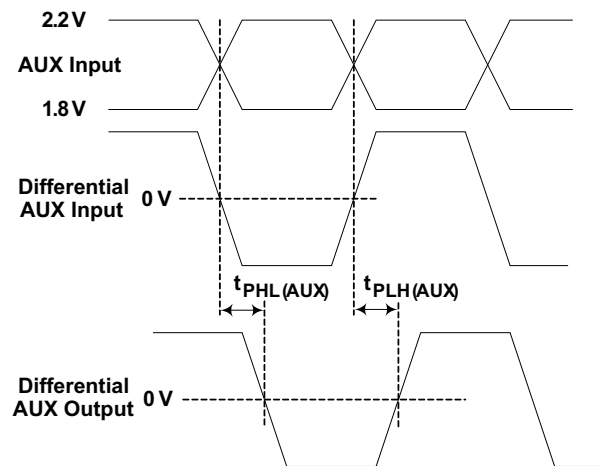 2.2 V
AUX Input
1.8 V
Differential
AUX Input
0 V
tPHL(AUX)
tPLH(AUX)
Differential
AUX Output
0 V